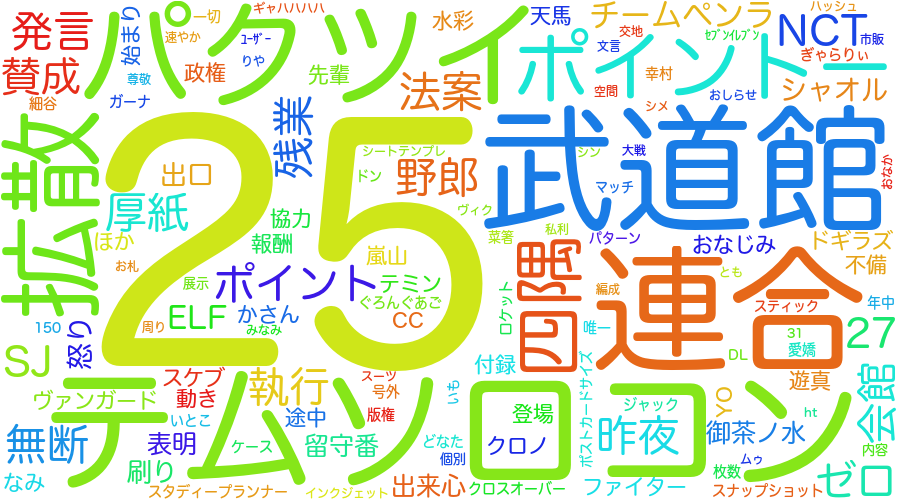 パクツイ
25
武道館
連合
テムソロコン
ポイントー
拡散
四隅
発言
賛成
一切
速やか
ギャハハハハ
水彩
天馬
チームペンラ
NCT
ハッシュ
市販
始まり
尊敬
政権
ﾕｰｻﾞｰ
りや
先輩
文言
交地
ｾﾌﾞﾝｲﾚﾌﾞﾝ
ぎゃらりぃ
細谷
ガーナ
残業
法案
幸村
空間
おしらせ
シャオル
シートテンプレ
シメ
シン
大戦
おなか
出口
ドン
野郎
マッチ
厚紙
協力
ヴィク
私利
ほか
報酬
嵐山
菜箸
パターン
おなじみ
ドギラズ
お札
展示
ポイント
テミン
とも
不備
ELF
かさん
ぐろんぐあご
ロケット
編成
スティック
年中
150
周り
みなみ
CC
唯一
31
27
SJ
怒り
愛嬌
DL
スケブ
執行
スーツ
付録
遊真
会館
ヴァンガード
動き
号外
いも
ポストカードサイズ
ジャック
YO
いとこ
途中
版権
登場
ht
無断
表明
ケース
留守番
どなた
クロノ
昨夜
御茶ノ水
内容
個別
ムゥ
なみ
刷り
出来心
枚数
ゼロ
スタディープランナー
インクジェット
クロスオーバー
ファイター
スナップショット